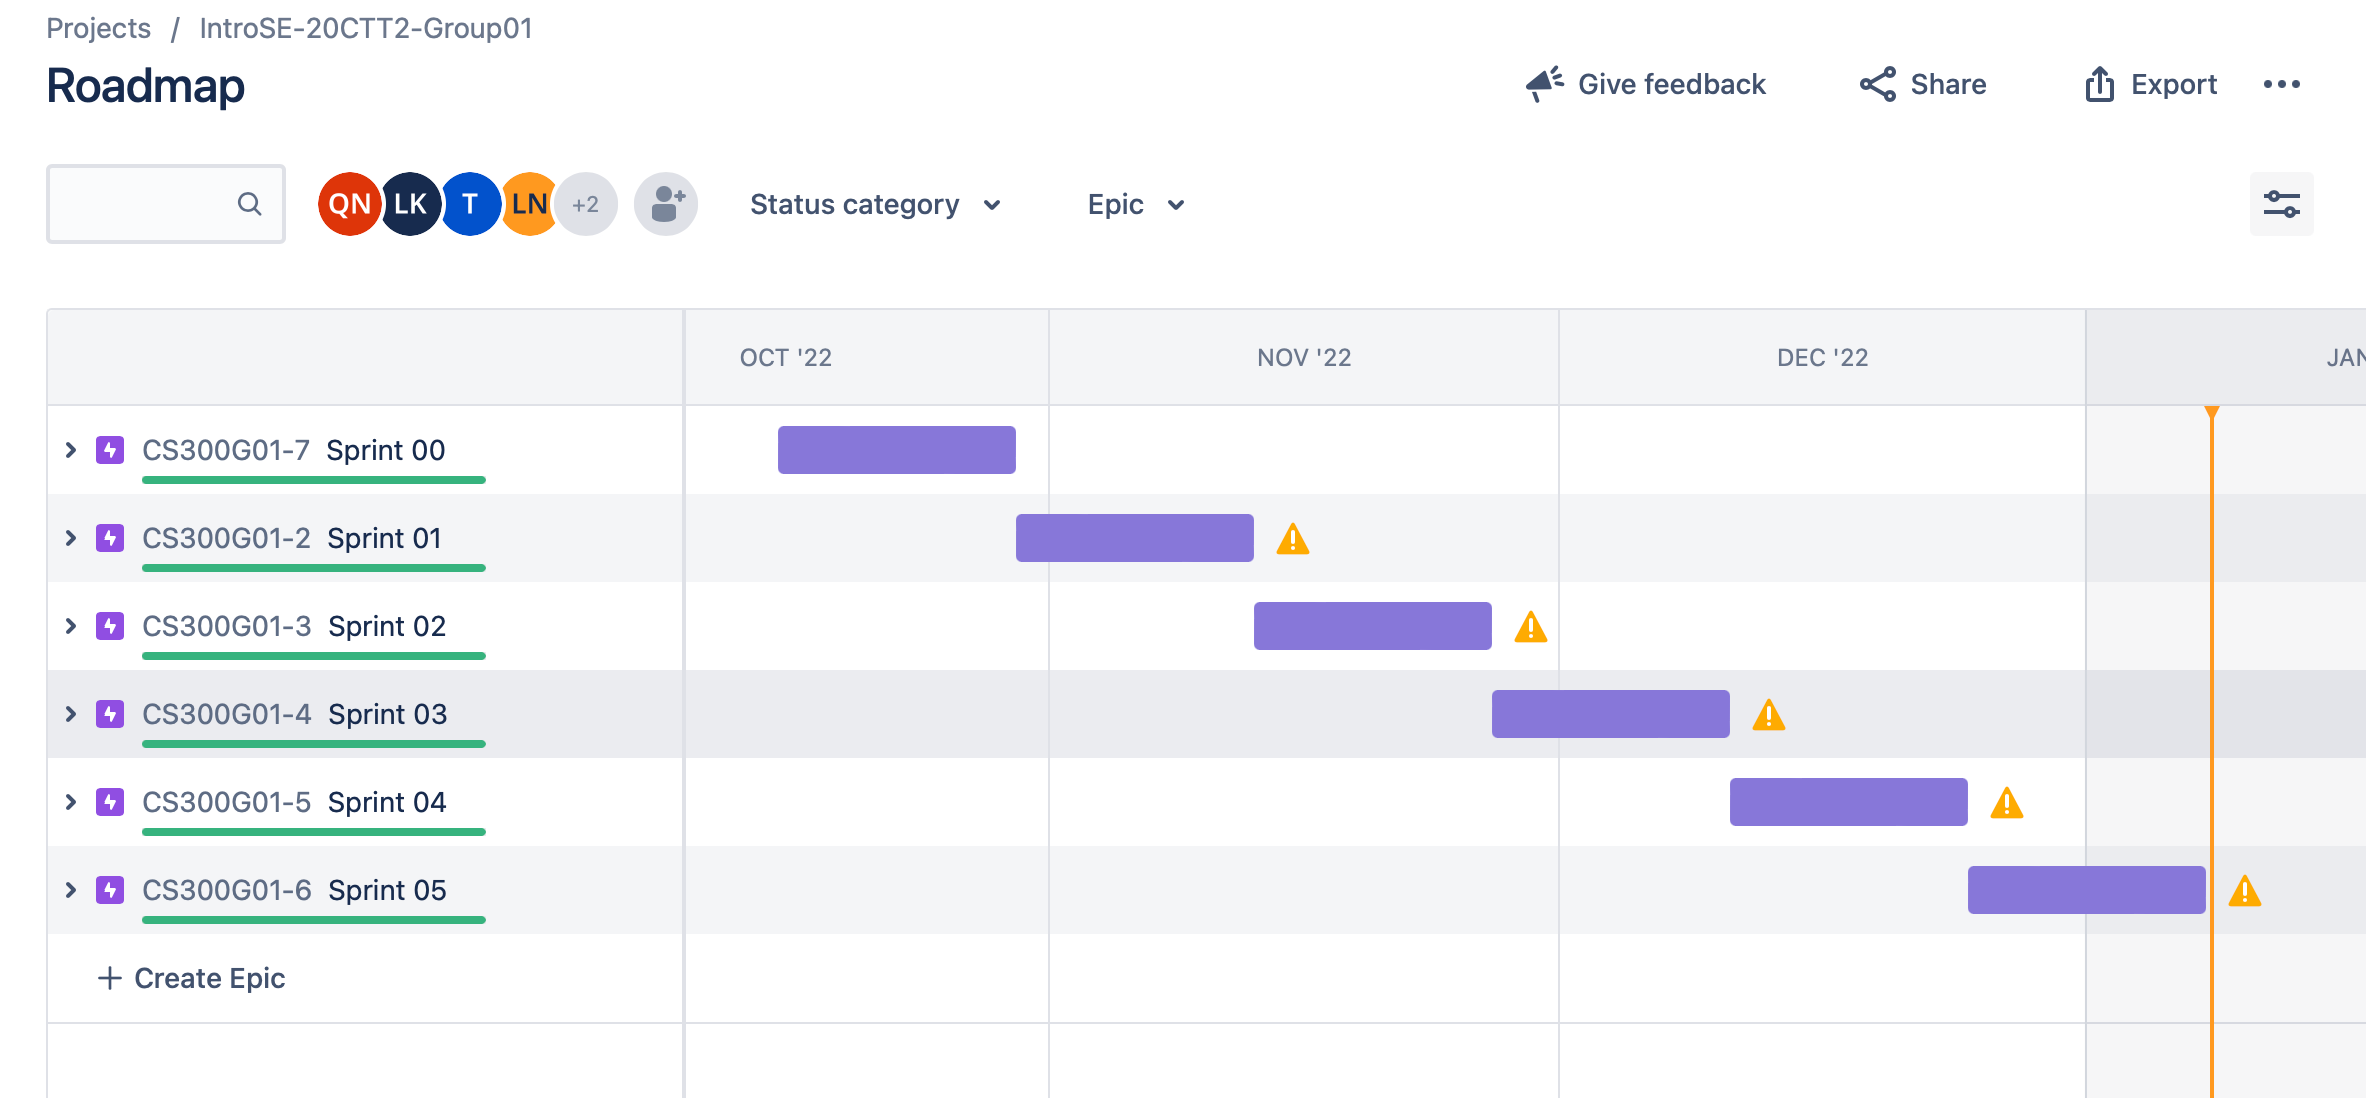 Projects / IntroSE-20CTT2-Group01
Roadmap
Give feedback
Share
Export
QN LK T LN +2
Status category
Epic
OCT '22 NOV '22 DEC '22 JAN
CS300G01-7 Sprint 00
CS300G01-2 Sprint 01
CS300G01-3 Sprint 02
CS300G01-4 Sprint 03
CS300G01-5 Sprint 04
CS300G01-6 Sprint 05
+ Create Epic